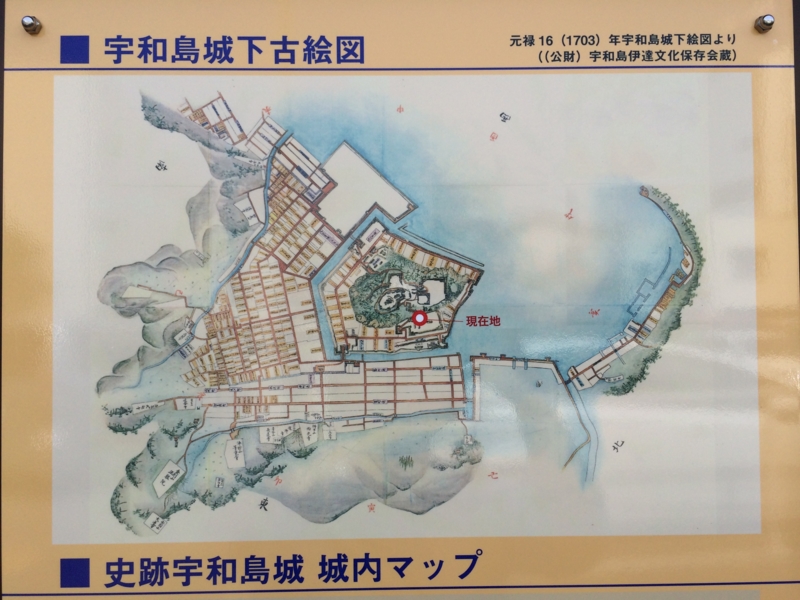 ■ 宇和島城下古絵図
元禄16（1703）年宇和島城下絵図より
（（公財）宇和島伊達文化保存会蔵）
現在地
北
■ 史跡宇和島城 城内マップ